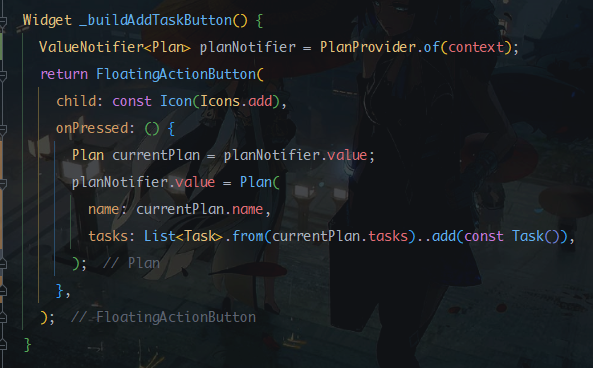 Widget _buildAddTaskButton() {
  ValueNotifier<Plan> planNotifier = PlanProvider.of(context);
  return FloatingActionButton(
    child: const Icon(Icons.add),
    onPressed: () {
      Plan currentPlan = planNotifier.value;
      planNotifier.value = Plan(
        name: currentPlan.name,
        tasks: List<Task>.from(currentPlan.tasks)..add(const Task()),
      );  // Plan
    },
  );  // FloatingActionButton
}